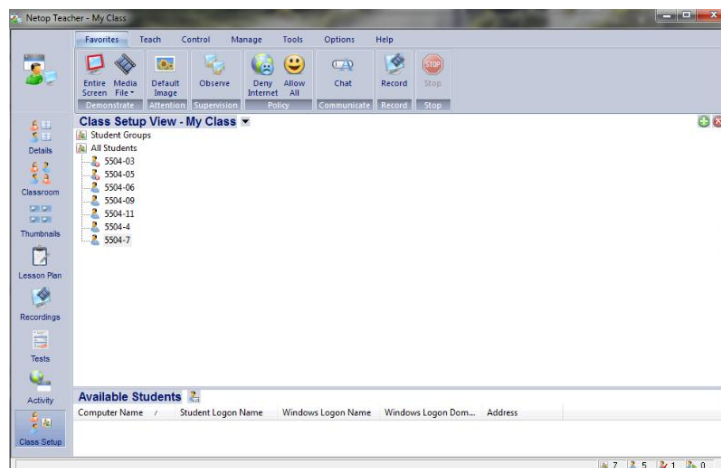 Netop Teacher - My Class
Favorites Teach Control Manage Tools Options Help
Entire Screen
Media File
Default Image
Observe
Deny Internet
Allow All
Chat
Record
Stop
Demonstrate Attention Supervision Policy Communicate Record Stop
Details
Classroom
Thumbnails
Lesson Plan
Recordings
Tests
Activity
Class Setup
Class Setup View - My Class
Student Groups
All Students
5504-03
5504-05
5504-06
5504-09
5504-11
5504-4
5504-7
Available Students
Computer Name / Student Logon Name Windows Logon Name Windows Logon Dom... Address
7 5 1 0